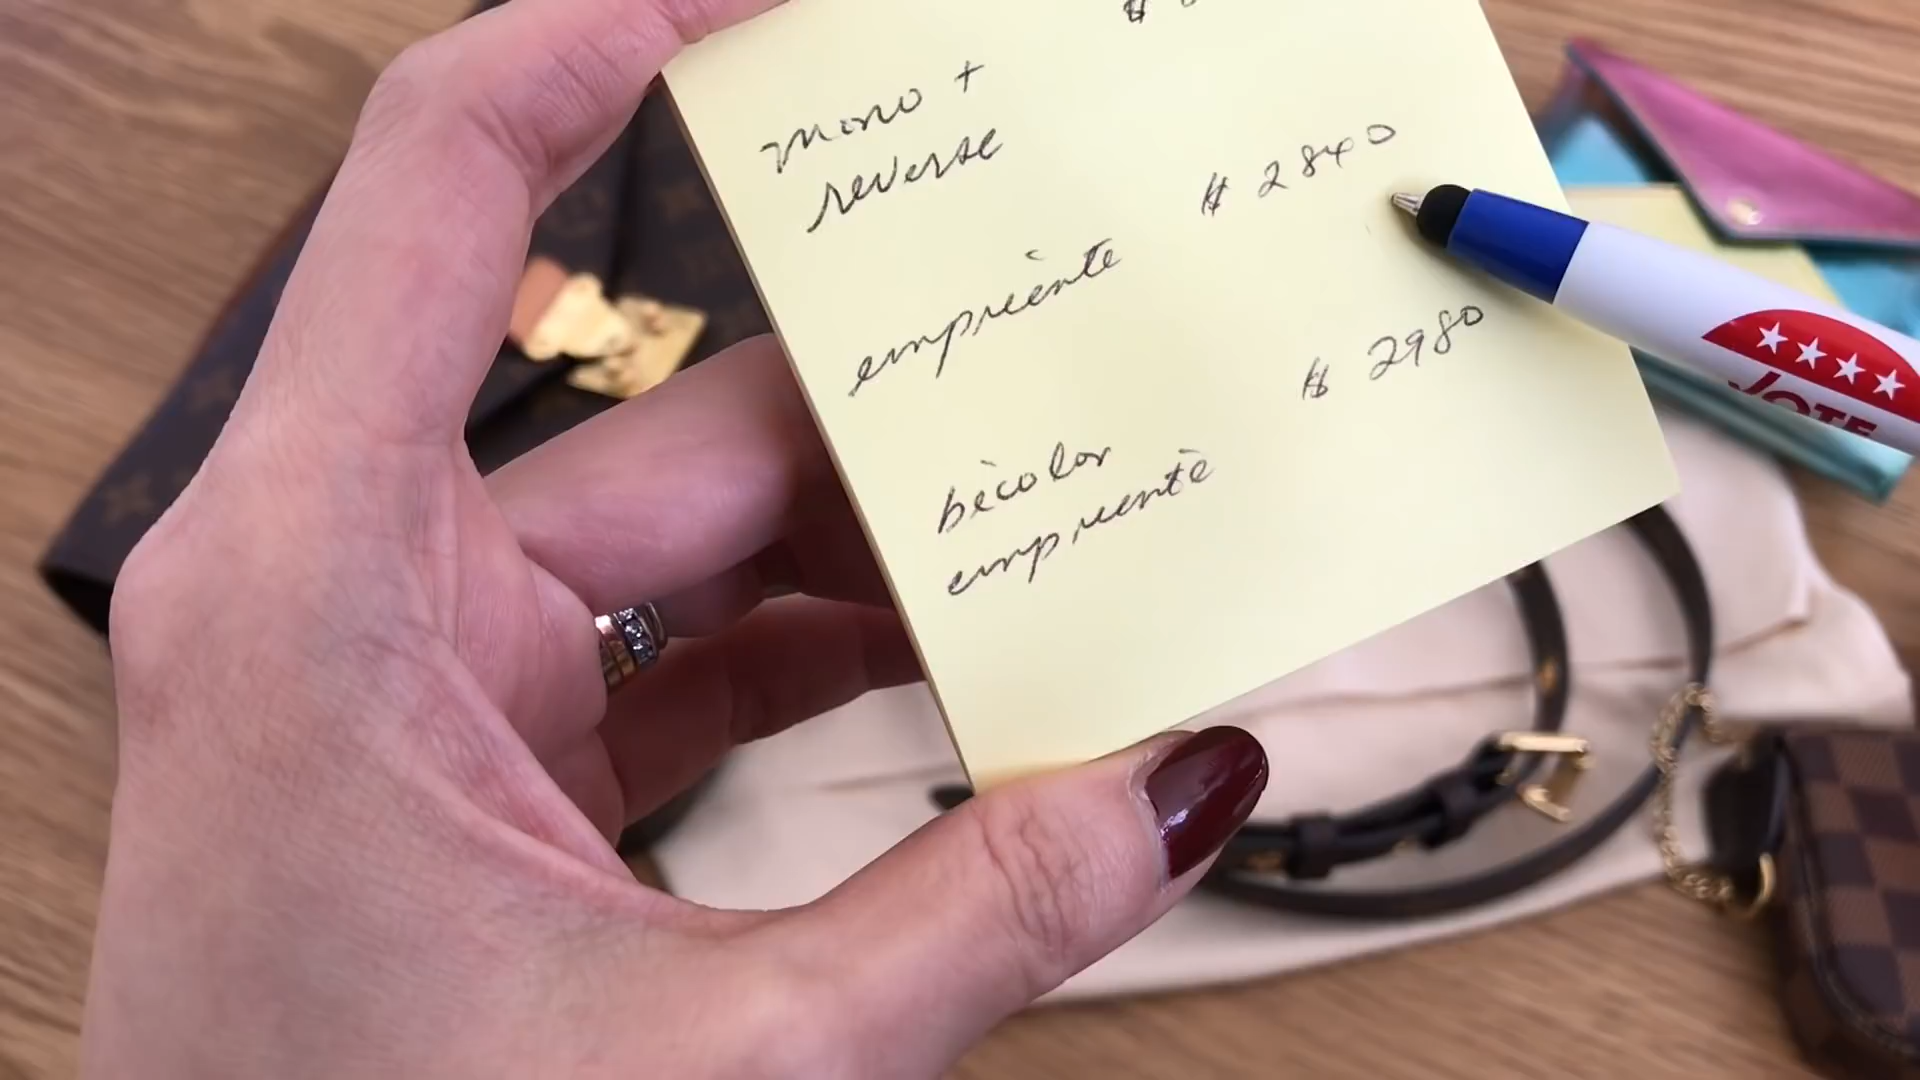 mono +
reverse
empriente $ 2840
bicolor $ 2980
empriente
VOTE